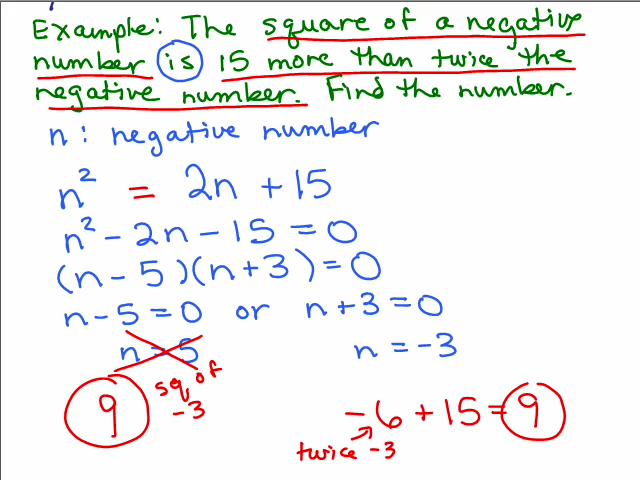 Example: The square of a negative
number is 15 more than twice the
negative number. Find the number.
n : negative number
n² = 2n + 15
n² - 2n - 15 = 0
(n - 5)(n + 3) = 0
n - 5 = 0 or n + 3 = 0
n = 5 n = -3
9 sq. of -3
-6 + 15 = 9
twice -3